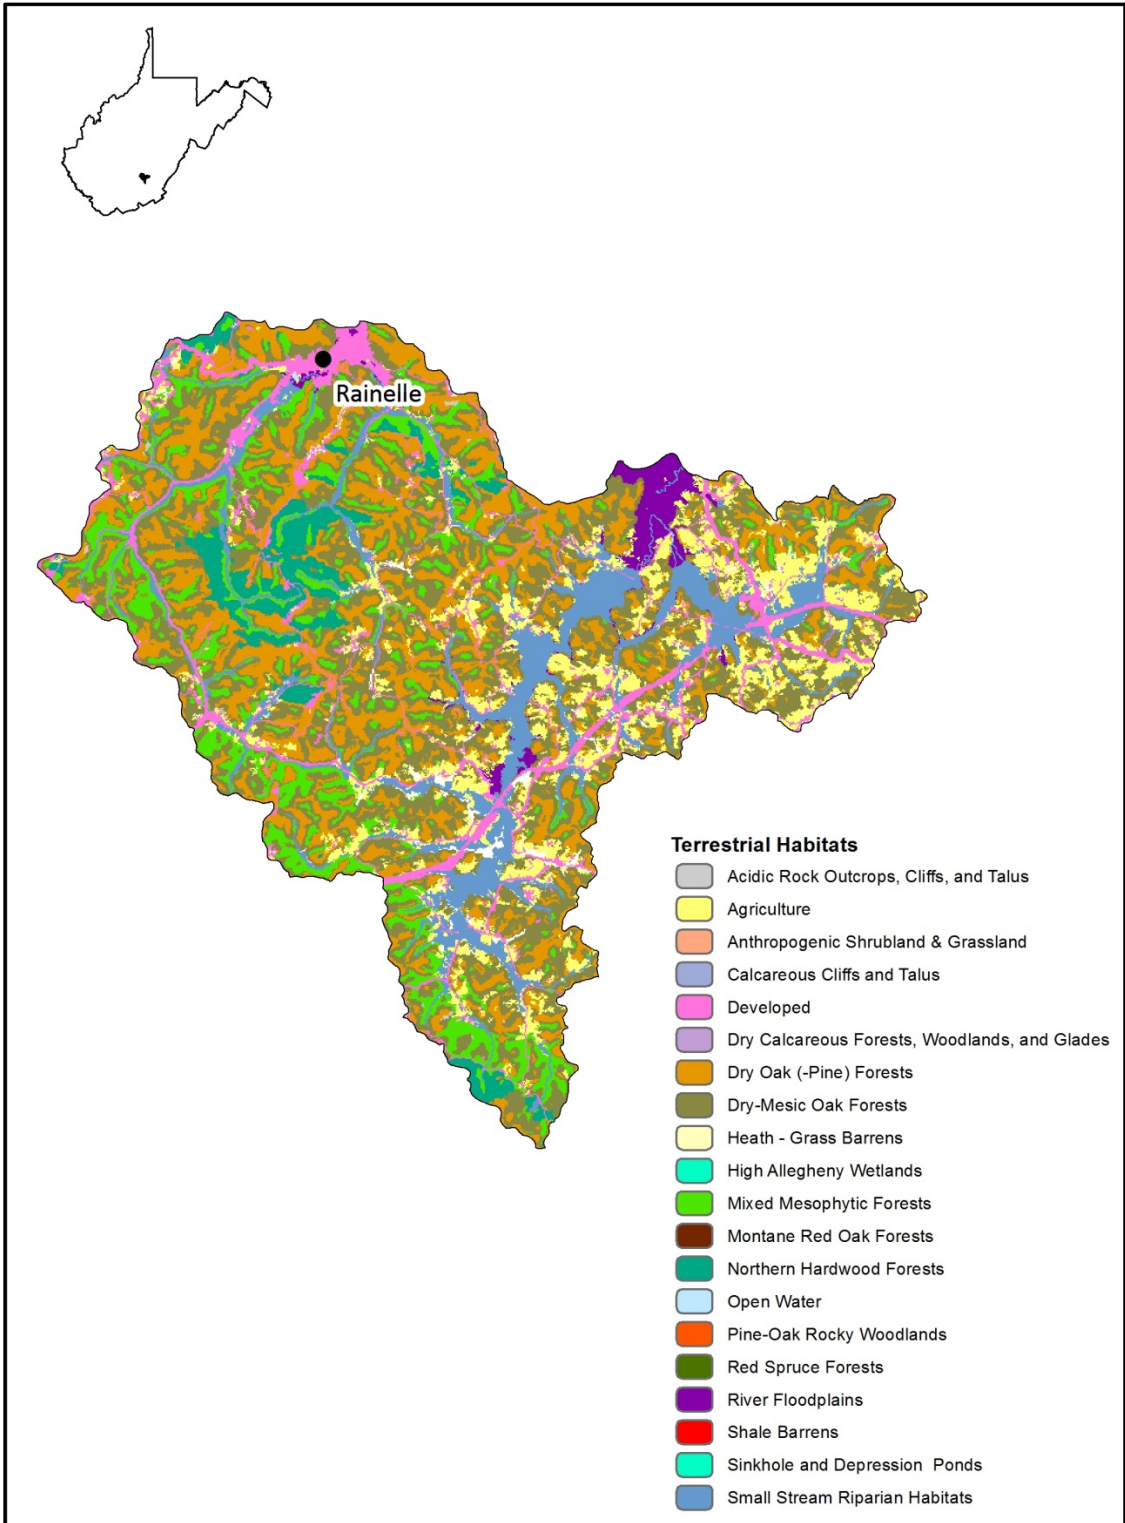 Rainelle
Terrestrial Habitats
Acidic Rock Outcrops, Cliffs, and Talus
Agriculture
Anthropogenic Shrubland & Grassland
Calcareous Cliffs and Talus
Developed
Dry Calcareous Forests, Woodlands, and Glades
Dry Oak (-Pine) Forests
Dry-Mesic Oak Forests
Heath - Grass Barrens
High Allegheny Wetlands
Mixed Mesophytic Forests
Montane Red Oak Forests
Northern Hardwood Forests
Open Water
Pine-Oak Rocky Woodlands
Red Spruce Forests
River Floodplains
Shale Barrens
Sinkhole and Depression  Ponds
Small Stream Riparian Habitats